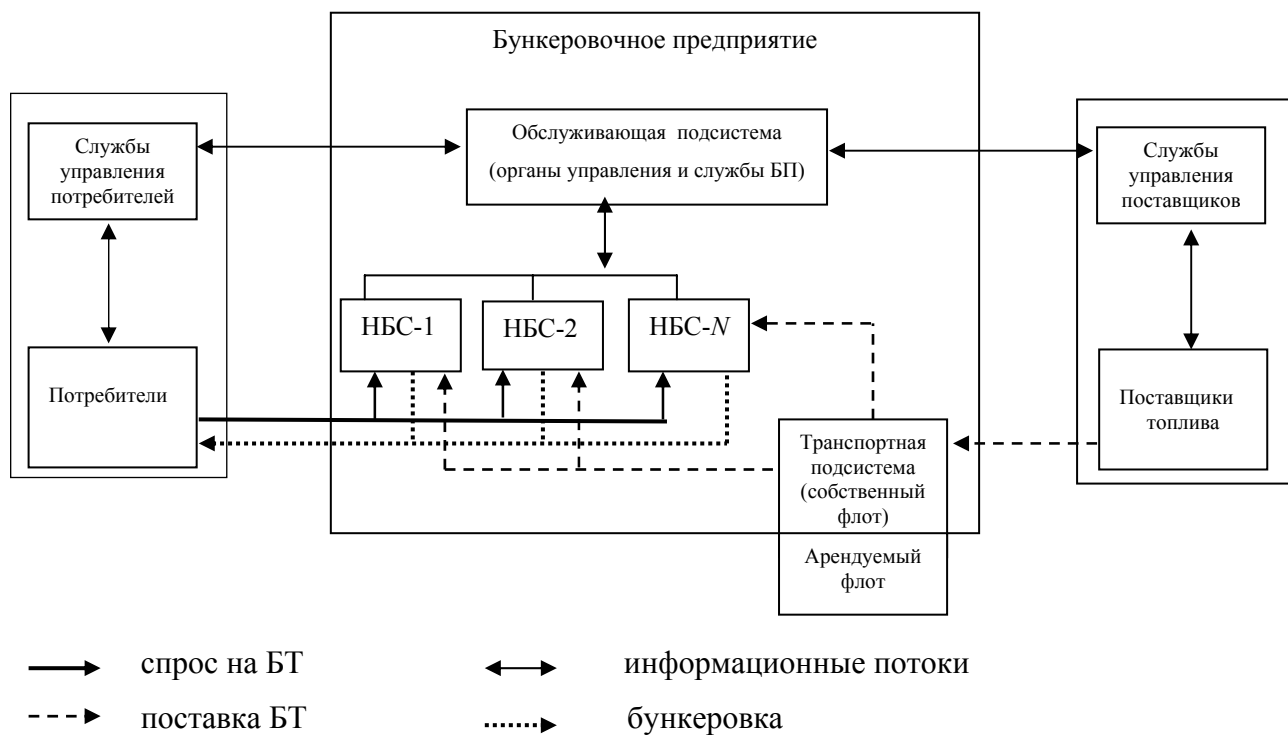 Бункеровочное предприятие
Службы
управления
потребителей
Обслуживающая подсистема
(органы управления и службы БП)
Службы
управления
поставщиков
НБС-1
НБС-2
НБС-N
Потребители
Поставщики
топлива
Транспортная
подсистема
(собственный
флот)
Арендуемый
флот
спрос на БТ
информационные потоки
поставка БТ
бункеровка